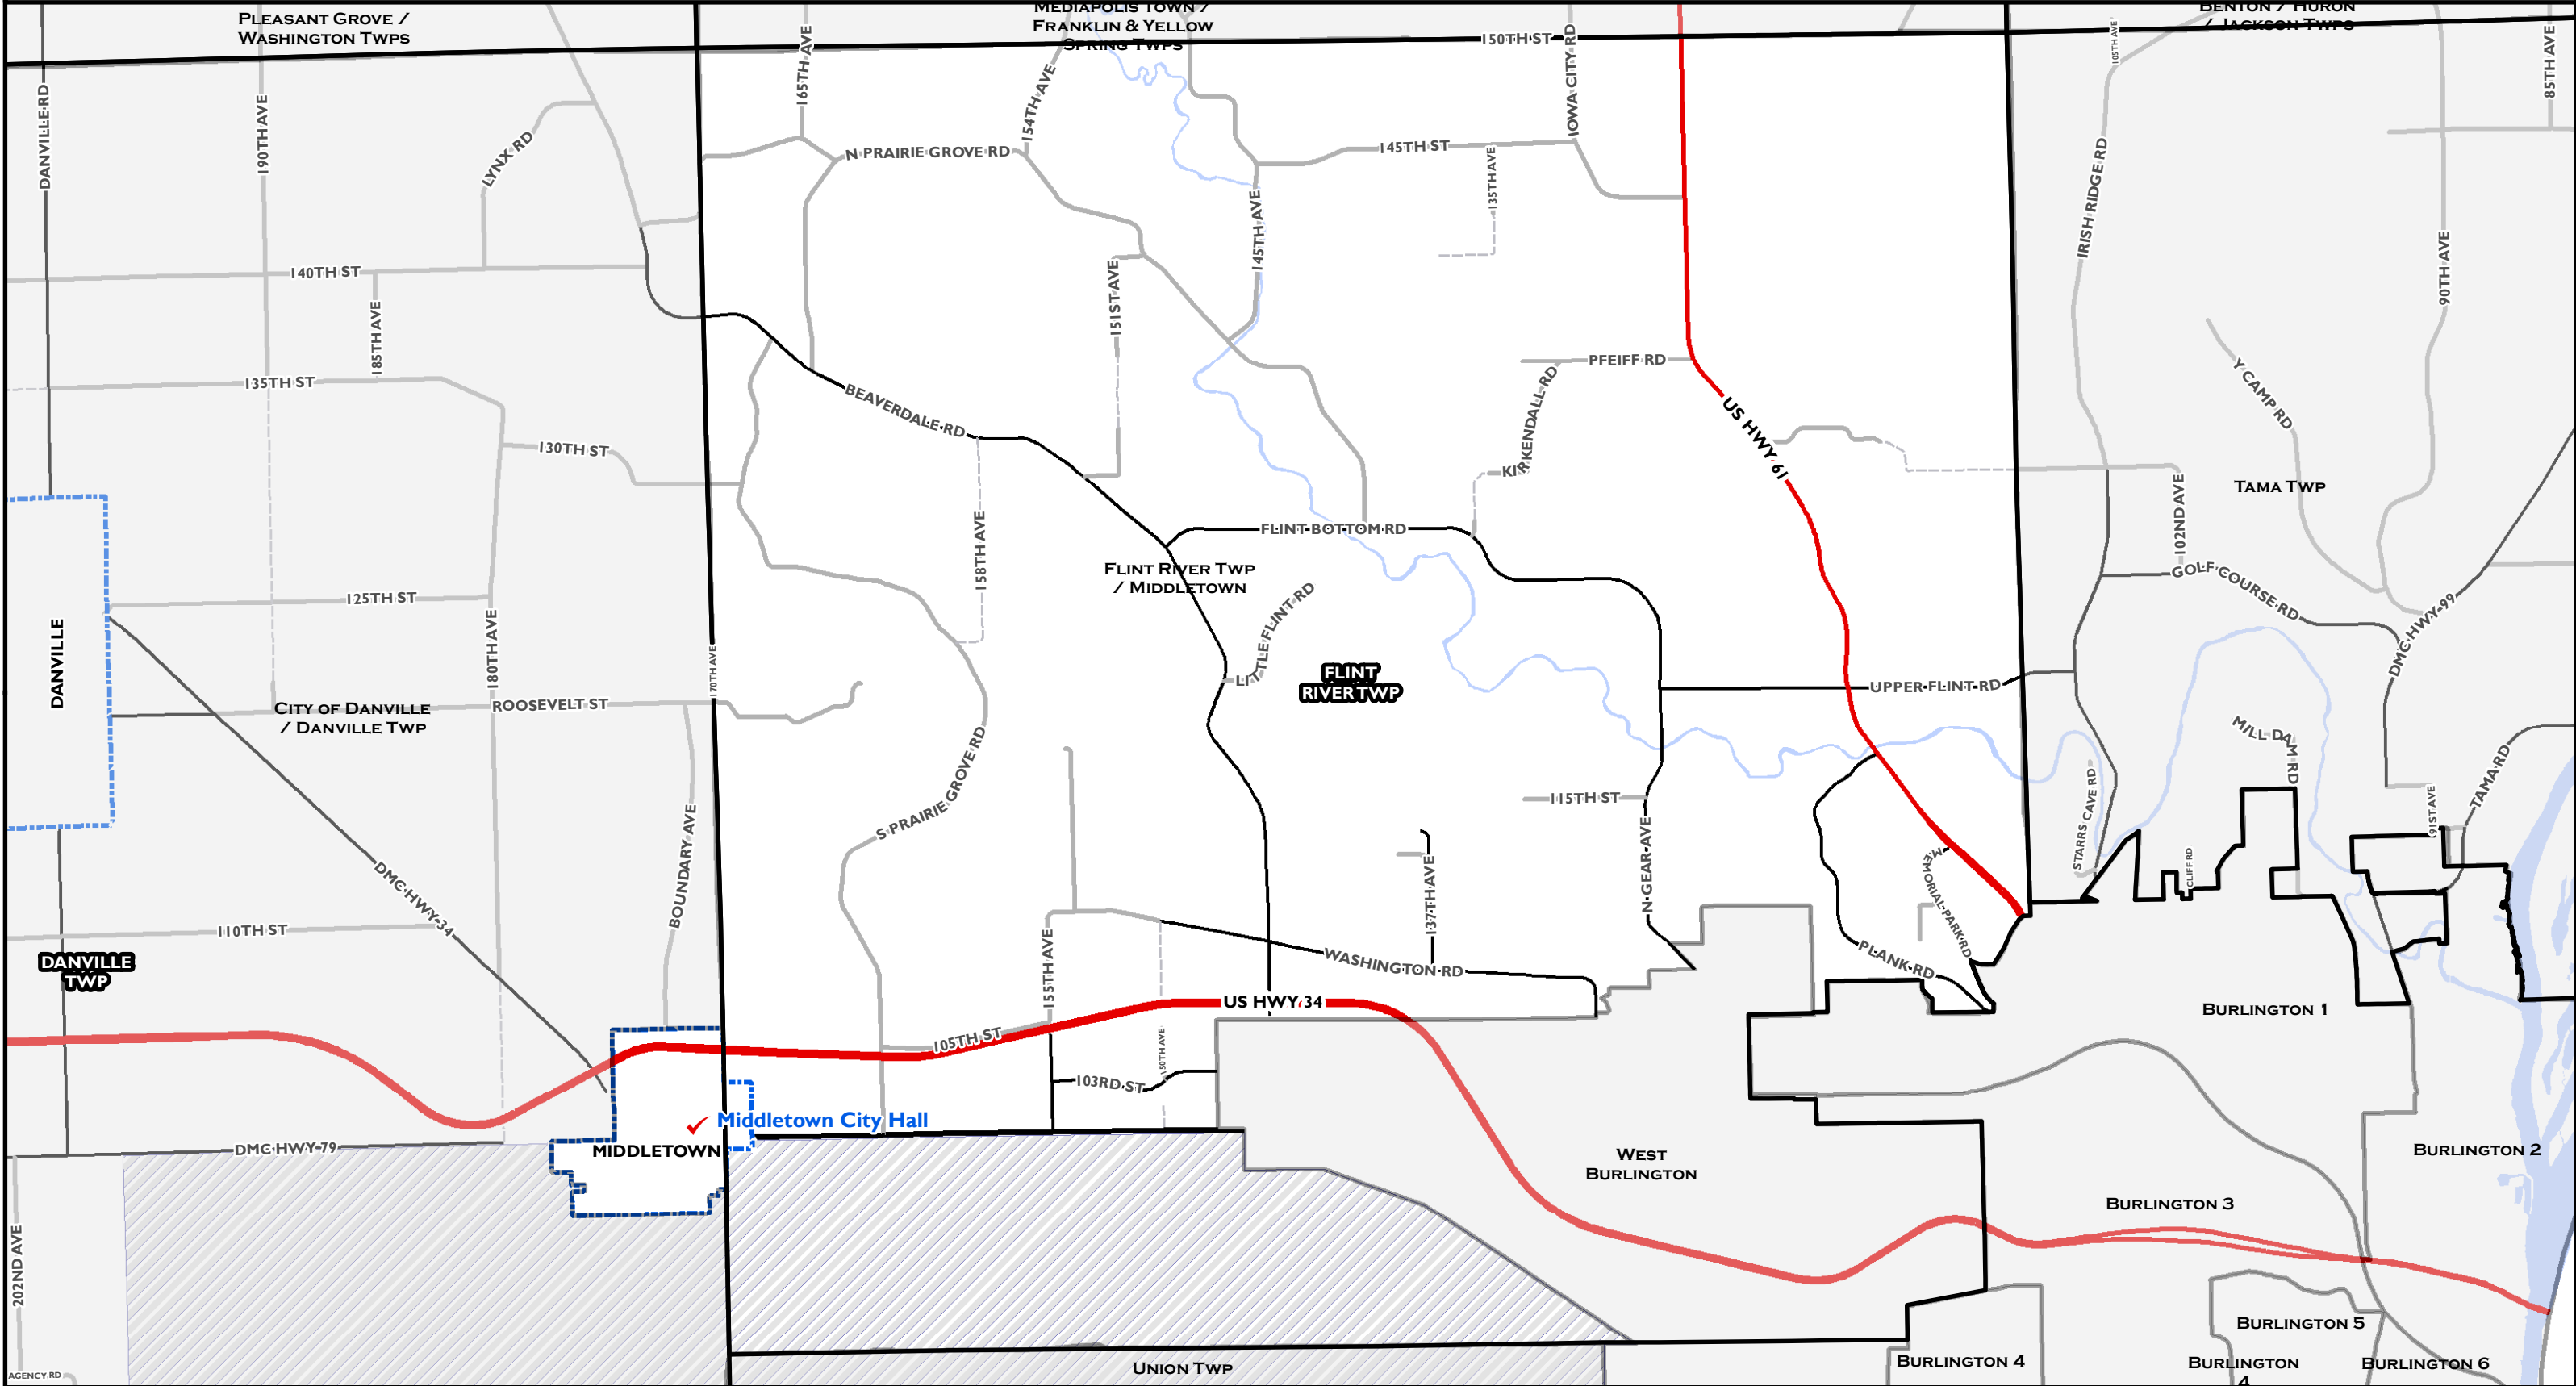 PLEASANT GROVE /
WASHINGTON TWPS
MEDIAPOLIS TOWN /
FRANKLIN & YELLOW
SPRING TWPS
BENTON / HURON
/ JACKSON TWPS
150TH ST
165TH AVE
154TH AVE
IOWA CITY RD
105TH AVE
85TH AVE
DANVILLE RD
190TH AVE
LYNX RD
N PRAIRIE GROVE RD
145TH ST
135TH AVE
145TH AVE
IRISH RIDGE RD
90TH AVE
140TH ST
185TH AVE
151ST AVE
135TH ST
PFEIFF RD
KIRKENDALL RD
US HWY 61
Y CAMP RD
BEAVERDALE RD
130TH ST
TAMA TWP
102ND AVE
158TH AVE
FLINT BOTTOM RD
FLINT RIVER TWP
/ MIDDLETOWN
GOLF COURSE RD
125TH ST
LITTLE FLINT RD
DMC HWY 99
DANVILLE
180TH AVE
170TH AVE
FLINT
RIVER TWP
UPPER FLINT RD
CITY OF DANVILLE
/ DANVILLE TWP
ROOSEVELT ST
MILL DAM RD
TAMA RD
S PRAIRIE GROVE RD
115TH ST
STARRS CAVE RD
91ST AVE
BOUNDARY AVE
N GEAR AVE
137TH AVE
MEMORIAL PARK RD
CLIFF RD
DMC HWY 34
110TH ST
155TH AVE
WASHINGTON RD
PLANK RD
DANVILLE
TWP
US HWY 34
BURLINGTON 1
105TH ST
150TH AVE
103RD ST
Middletown City Hall
MIDDLETOWN
DMC HWY 79
WEST
BURLINGTON
BURLINGTON 2
BURLINGTON 3
202ND AVE
BURLINGTON 5
UNION TWP
BURLINGTON 4
BURLINGTON
4
BURLINGTON 6
AGENCY RD